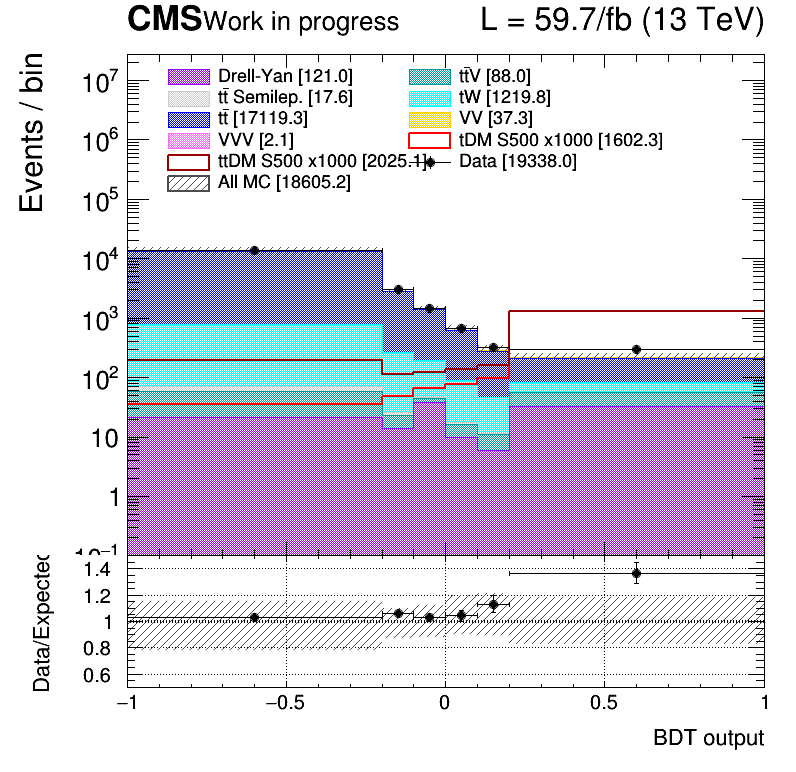 CMS Work in progress L = 59.7/fb (13 TeV)
Events / bin
10⁷
10⁶
10⁵
10⁴
10³
10²
10
1
10⁻¹
Drell-Yan [121.0] tt̄V [88.0]
tt̄ Semilep. [17.6] tW [1219.8]
tt̄ [17119.3] VV [37.3]
VVV [2.1] tDM S500 x1000 [1602.3]
ttDM S500 x1000 [2025.1] Data [19338.0]
All MC [18605.2]
Data/Expected
1.4
1.2
1
0.8
0.6
−1 −0.5 0 0.5 1
BDT output